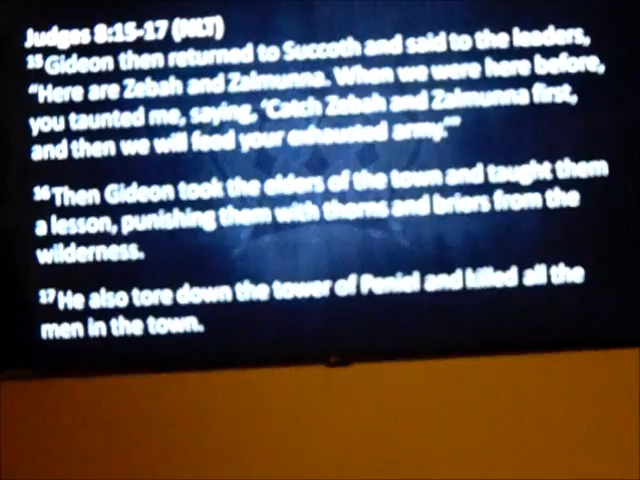 Judges 8:15-17 (NLT)
15 Gideon then returned to Succoth and said to the leaders,
"Here are Zebah and Zalmunna. When we were here before,
you taunted me, saying, 'Catch Zebah and Zalmunna first,
and then we will feed your exhausted army.'"
16 Then Gideon took the elders of the town and taught them
a lesson, punishing them with thorns and briers from the
wilderness.
17 He also tore down the tower of Peniel and killed all the
men in the town.